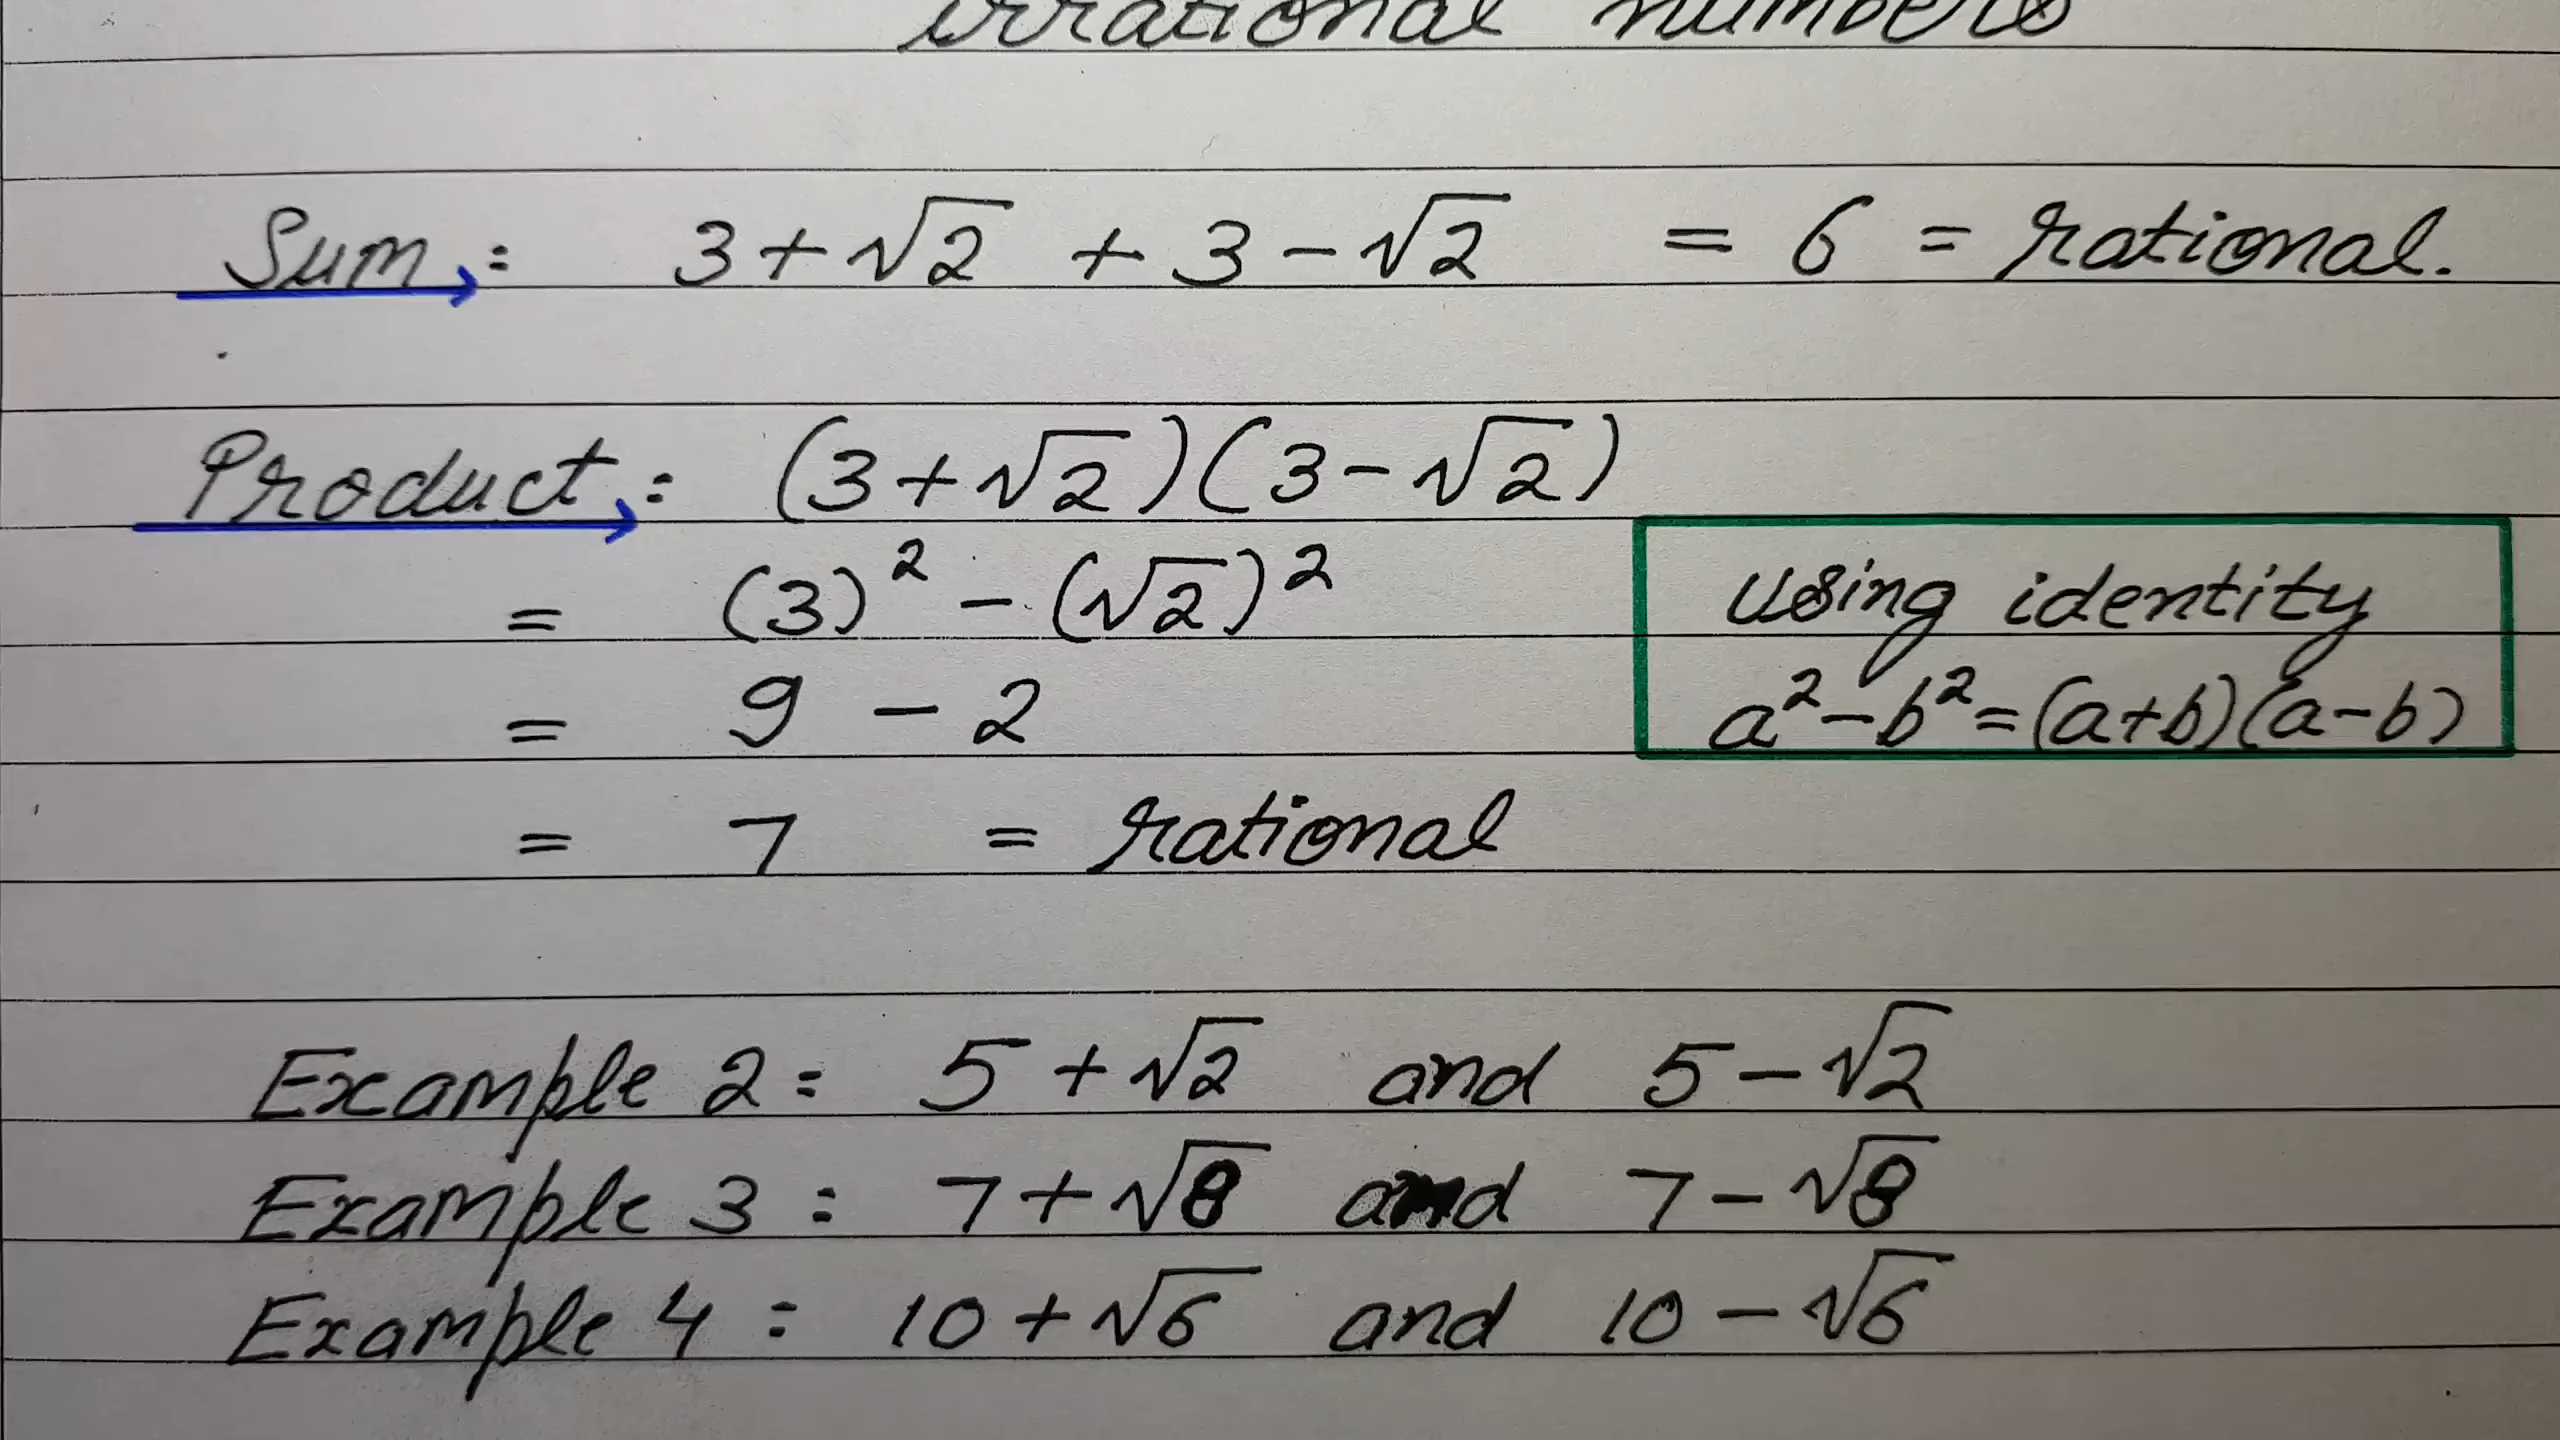 irrational numbers
Sum: 3+√2 + 3-√2 = 6 = rational.
Product: (3+√2)(3-√2)
= (3)² - (√2)²
= 9 - 2
= 7 = rational
Using identity
a²-b²=(a+b)(a-b)
Example 2: 5+√2 and 5-√2
Example 3: 7+√8 and 7-√8
Example 4: 10+√6 and 10-√6